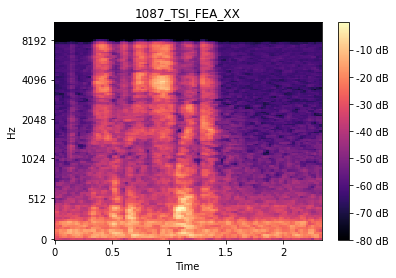 1087_TSI_FEA_XX
8192
4096
2048
1024
512
0
Hz
0
0.5
1
1.5
2
Time
-10 dB
-20 dB
-30 dB
-40 dB
-50 dB
-60 dB
-70 dB
-80 dB